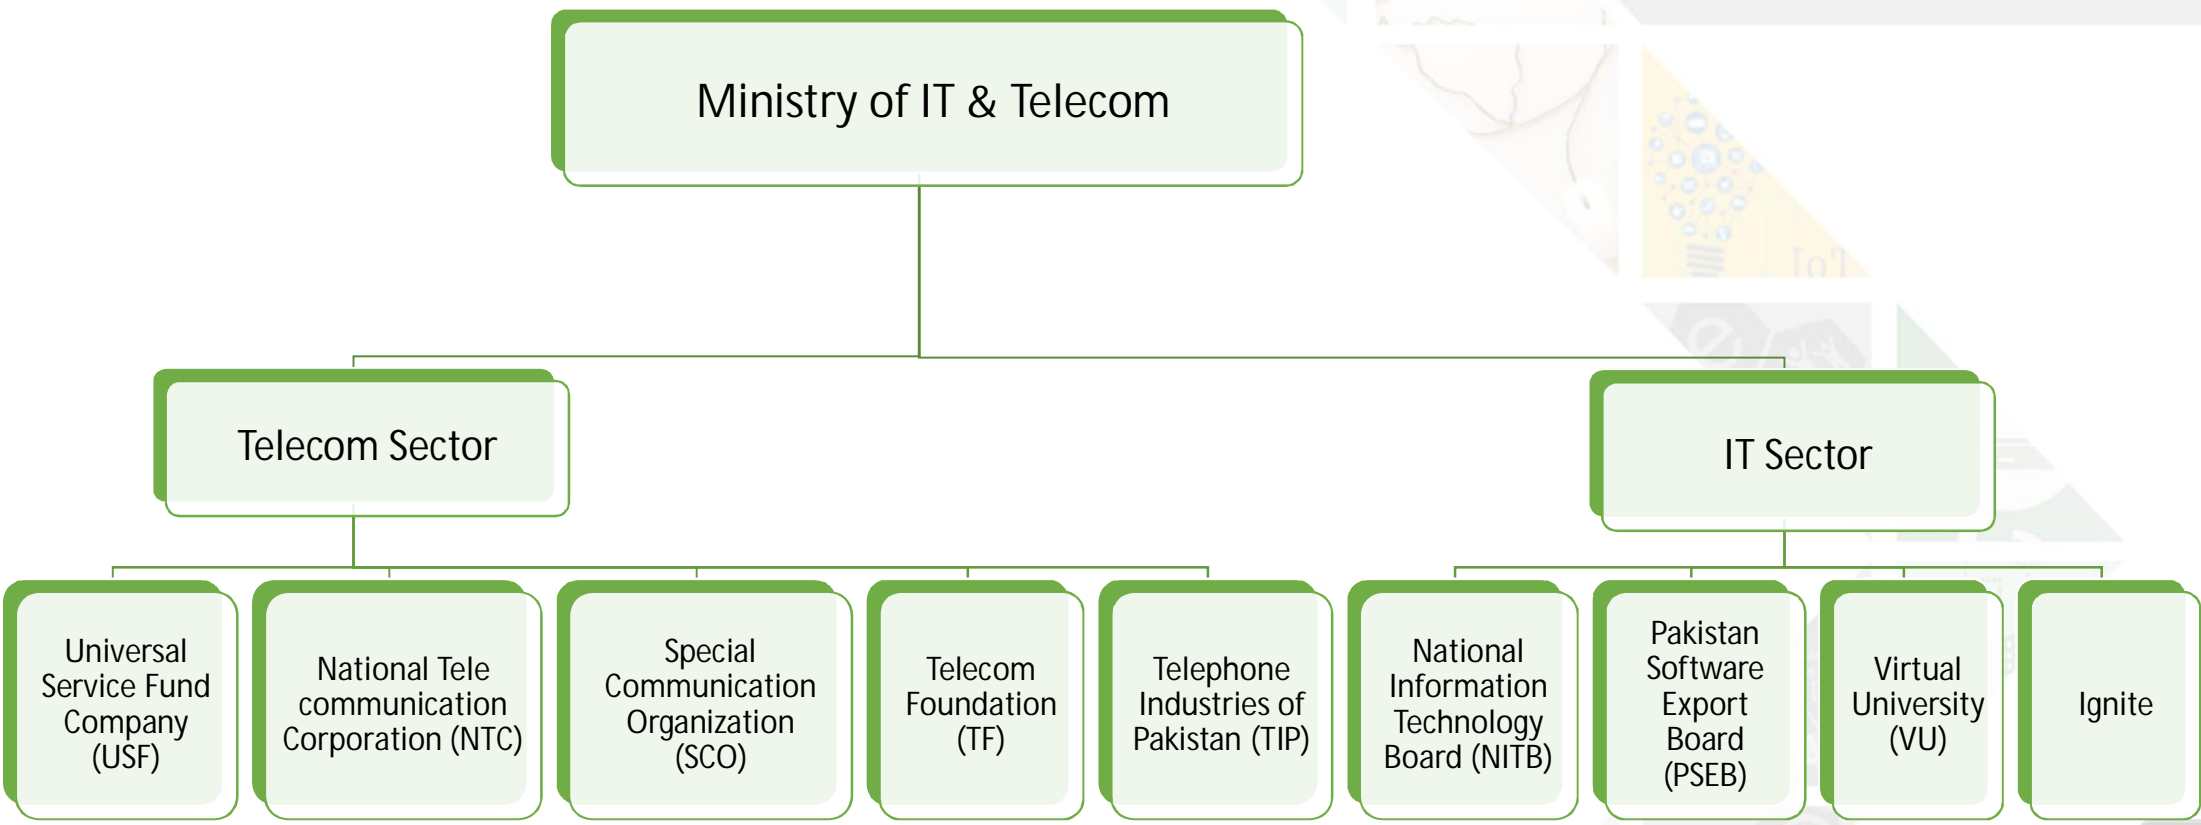 Ministry of IT & Telecom
IoT
Telecom Sector
IT Sector
Universal
Service Fund
Company
(USF)
National Tele
communication
Corporation (NTC)
Special
Communication
Organization
(SCO)
Telecom
Foundation
(TF)
Telephone
Industries of
Pakistan (TIP)
National
Information
Technology
Board (NITB)
Pakistan
Software
Export
Board
(PSEB)
Virtual
University
(VU)
Ignite